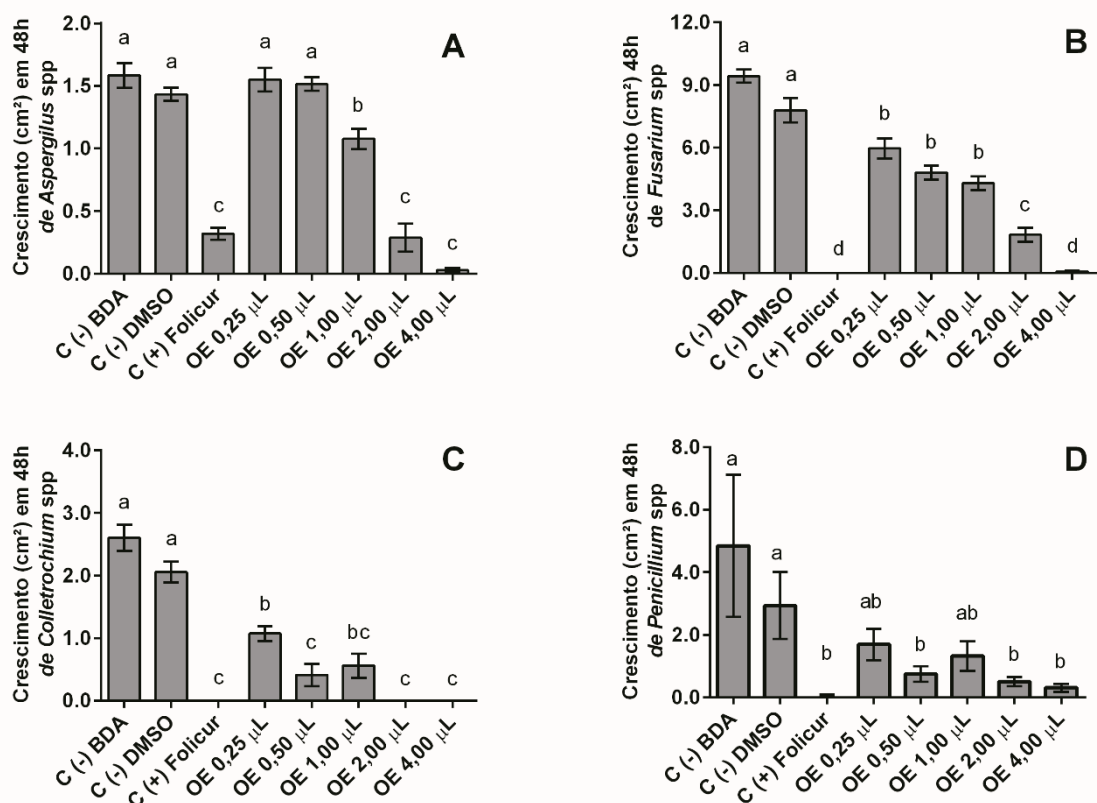 A
Crescimento (cm²) em 48h
de Aspergilus spp
2.0
1.5
1.0
0.5
0.0
a
a
c
a
a
b
c
c
C (-) BDA
C (-) DMSO
C (+) Folicur
OE 0,25 µL
OE 0,50 µL
OE 1,00 µL
OE 2,00 µL
OE 4,00 µL
B
Crescimento (cm²) 48h
de Fusarium spp
12.0
9.0
6.0
3.0
0.0
a
a
d
b
b
b
c
d
C (-) BDA
C (-) DMSO
C (+) Folicur
OE 0,25 µL
OE 0,50 µL
OE 1,00 µL
OE 2,00 µL
OE 4,00 µL
C
Crescimento (cm²) em 48h
de Colletrochium spp
4.0
3.0
2.0
1.0
0.0
a
a
c
b
c
bc
c
c
C (-) BDA
C (-) DMSO
C (+) Folicur
OE 0,25 µL
OE 0,50 µL
OE 1,00 µL
OE 2,00 µL
OE 4,00 µL
D
Crescimento (cm²) em 48h
de Penicillium spp
8.0
6.0
4.0
2.0
0.0
a
a
b
ab
b
ab
b
b
C (-) BDA
C (-) DMSO
C (+) Folicur
OE 0,25 µL
OE 0,50 µL
OE 1,00 µL
OE 2,00 µL
OE 4,00 µL